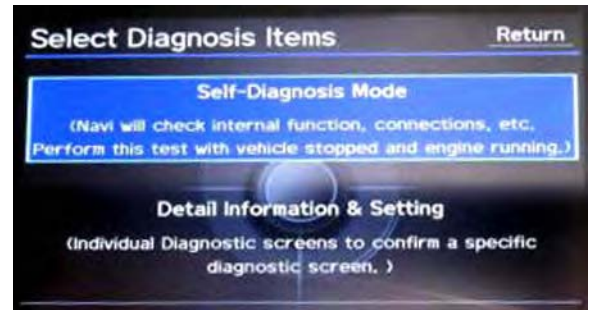 Select Diagnosis Items
Return
Self-Diagnosis Mode
(Navi will check internal function, connections, etc.
Perform this test with vehicle stopped and engine running.)
Detail Information & Setting
(Individual Diagnostic screens to confirm a specific
diagnostic screen. )